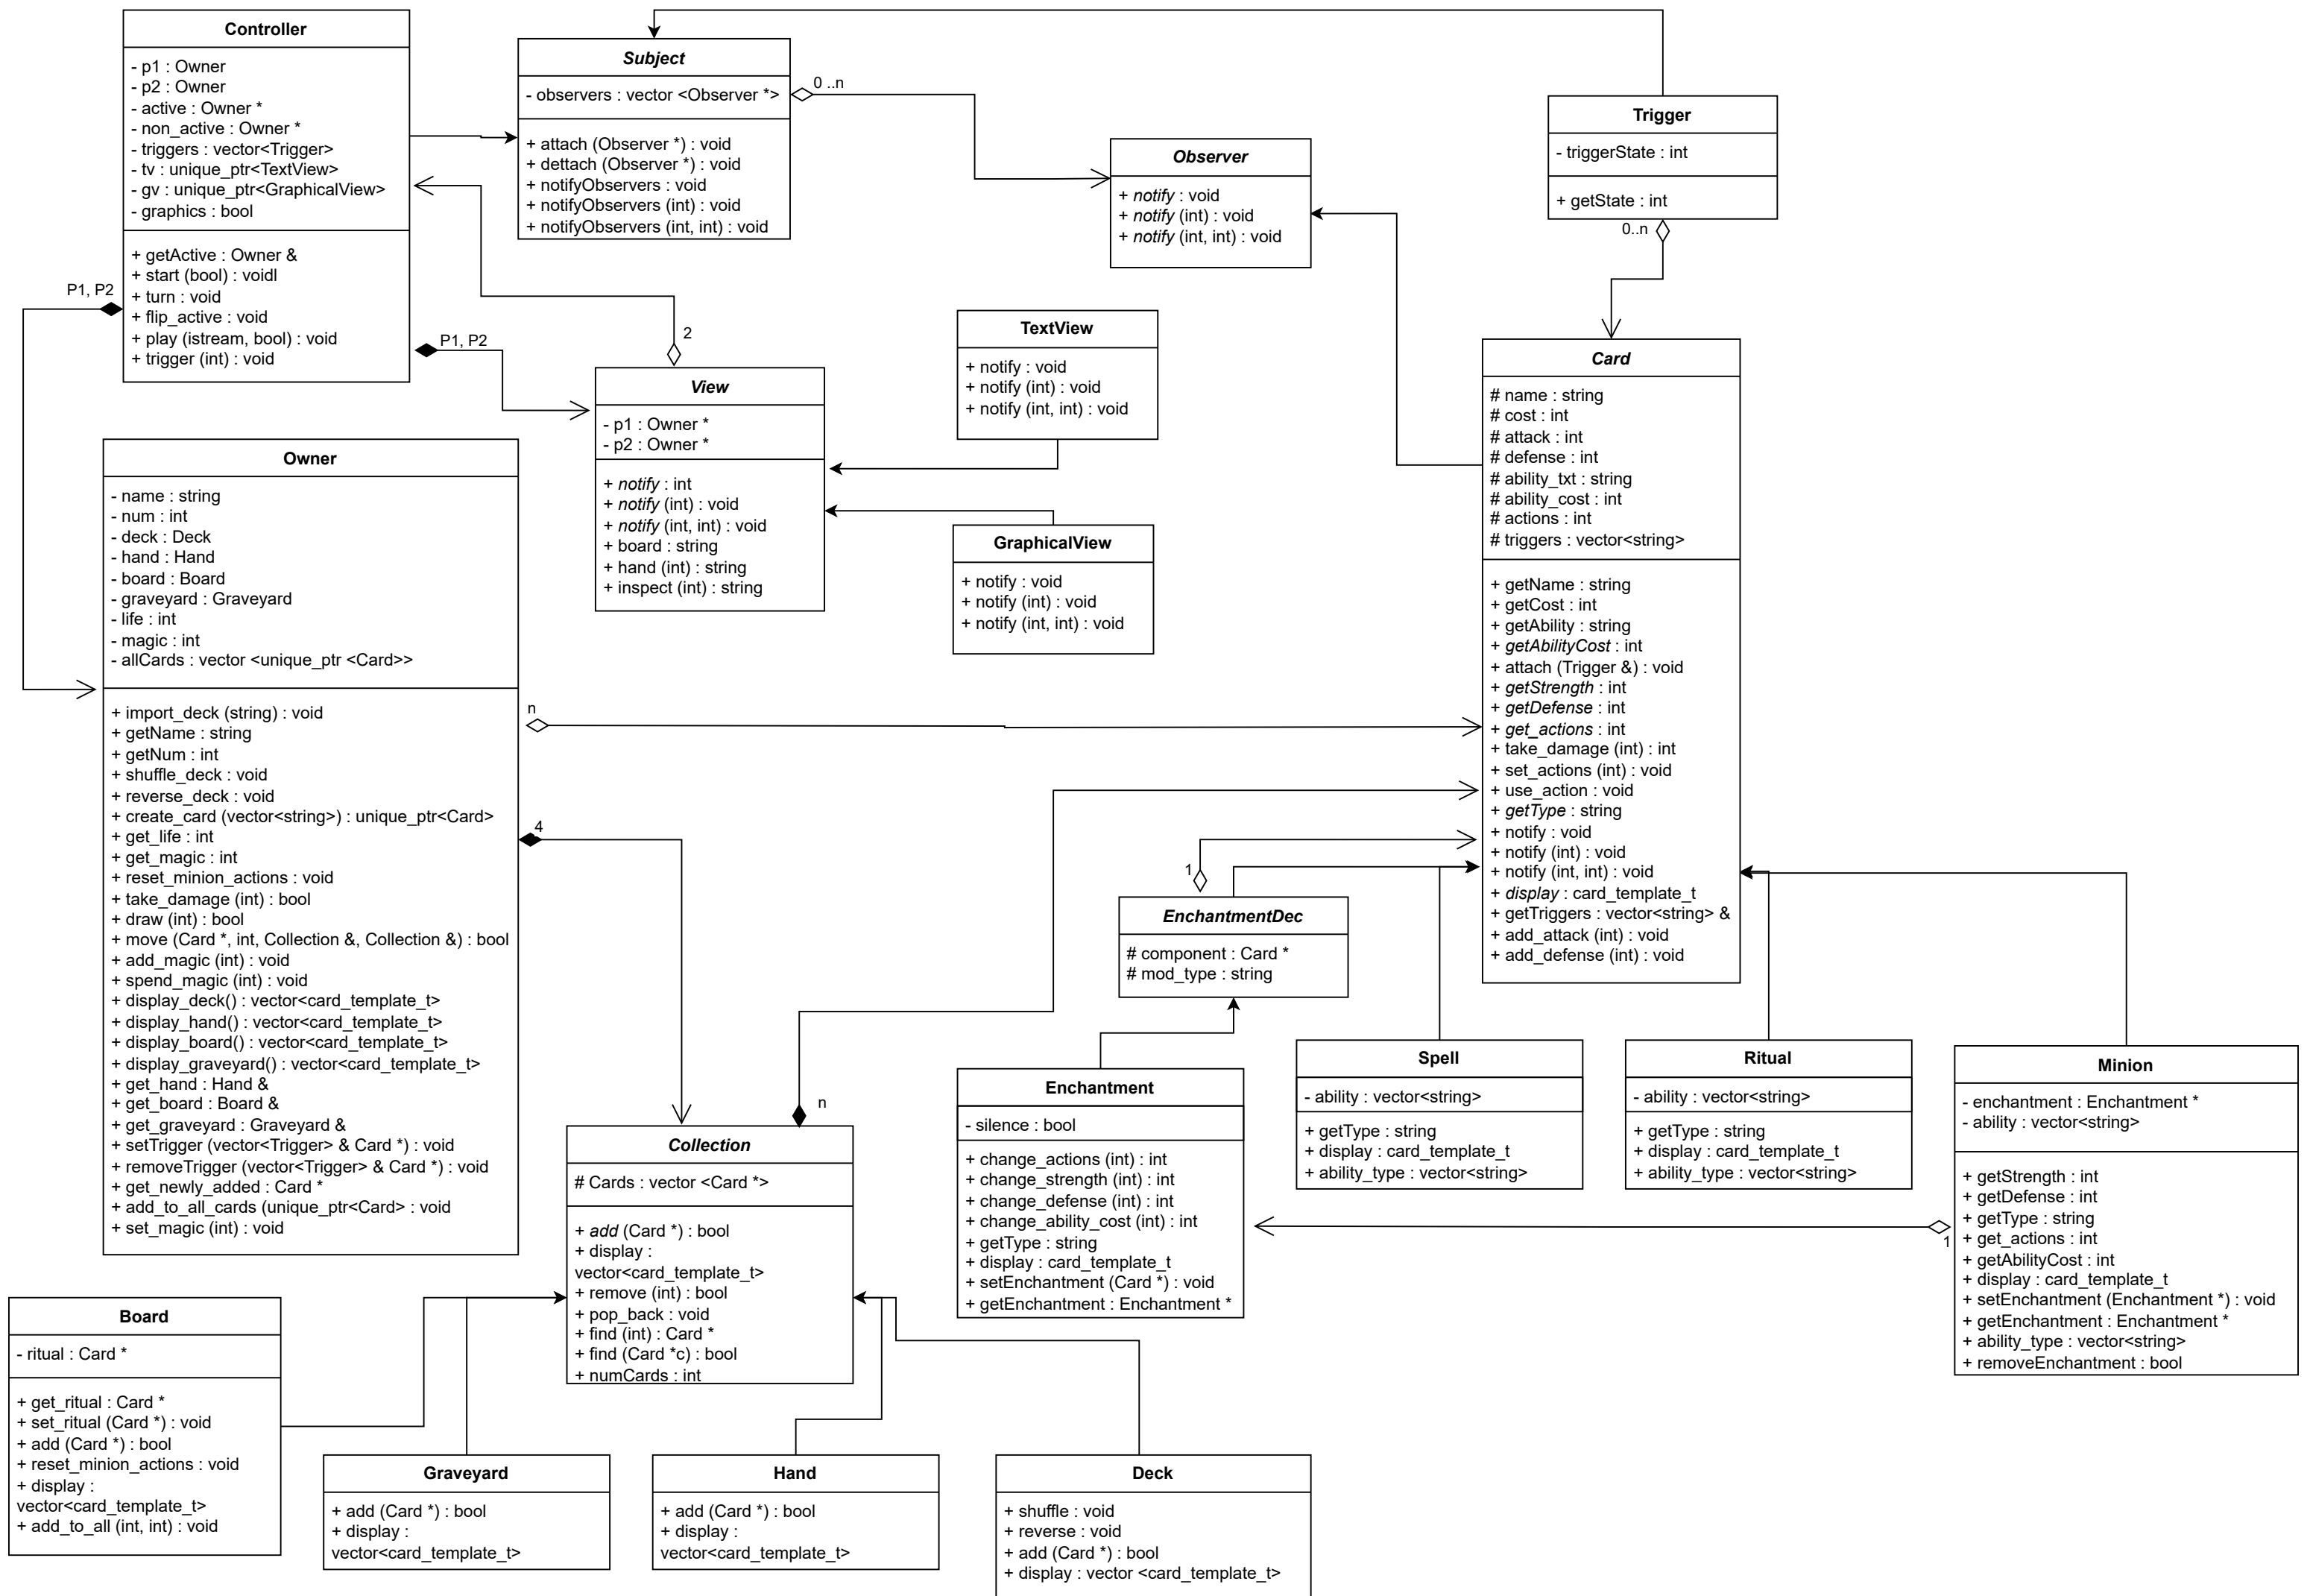 Controller
- p1 : Owner
- p2 : Owner
- active : Owner *
- non_active : Owner *
- triggers : vector<Trigger>
- tv : unique_ptr<TextView>
- gv : unique_ptr<GraphicalView>
- graphics : bool
+ getActive : Owner &
+ start (bool) : voidl
+ turn : void
+ flip_active : void
+ play (istream, bool) : void
+ trigger (int) : void
P1, P2
P1, P2
Subject
- observers : vector <Observer *>
+ attach (Observer *) : void
+ dettach (Observer *) : void
+ notifyObservers : void
+ notifyObservers (int) : void
+ notifyObservers (int, int) : void
0 ..n
Observer
+ notify : void
+ notify (int) : void
+ notify (int, int) : void
Trigger
- triggerState : int
+ getState : int
0..n
2
View
- p1 : Owner *
- p2 : Owner *
+ notify : int
+ notify (int) : void
+ notify (int, int) : void
+ board : string
+ hand (int) : string
+ inspect (int) : string
TextView
+ notify : void
+ notify (int) : void
+ notify (int, int) : void
GraphicalView
+ notify : void
+ notify (int) : void
+ notify (int, int) : void
Card
# name : string
# cost : int
# attack : int
# defense : int
# ability_txt : string
# ability_cost : int
# actions : int
# triggers : vector<string>
+ getName : string
+ getCost : int
+ getAbility : string
+ getAbilityCost : int
+ attach (Trigger &) : void
+ getStrength : int
+ getDefense : int
+ get_actions : int
+ take_damage (int) : int
+ set_actions (int) : void
+ use_action : void
+ getType : string
+ notify : void
+ notify (int) : void
+ notify (int, int) : void
+ display : card_template_t
+ getTriggers : vector<string> &
+ add_attack (int) : void
+ add_defense (int) : void
Owner
- name : string
- num : int
- deck : Deck
- hand : Hand
- board : Board
- graveyard : Graveyard
- life : int
- magic : int
- allCards : vector <unique_ptr <Card>>
+ import_deck (string) : void
+ getName : string
+ getNum : int
+ shuffle_deck : void
+ reverse_deck : void
+ create_card (vector<string>) : unique_ptr<Card>
+ get_life : int
+ get_magic : int
+ reset_minion_actions : void
+ take_damage (int) : bool
+ draw (int) : bool
+ move (Card *, int, Collection &, Collection &) : bool
+ add_magic (int) : void
+ spend_magic (int) : void
+ display_deck() : vector<card_template_t>
+ display_hand() : vector<card_template_t>
+ display_board() : vector<card_template_t>
+ display_graveyard() : vector<card_template_t>
+ get_hand : Hand &
+ get_board : Board &
+ get_graveyard : Graveyard &
+ setTrigger (vector<Trigger> & Card *) : void
+ removeTrigger (vector<Trigger> & Card *) : void
+ get_newly_added : Card *
+ add_to_all_cards (unique_ptr<Card> : void
+ set_magic (int) : void
n
4
1
EnchantmentDec
# component : Card *
# mod_type : string
Enchantment
- silence : bool
+ change_actions (int) : int
+ change_strength (int) : int
+ change_defense (int) : int
+ change_ability_cost (int) : int
+ getType : string
+ display : card_template_t
+ setEnchantment (Card *) : void
+ getEnchantment : Enchantment *
Spell
- ability : vector<string>
+ getType : string
+ display : card_template_t
+ ability_type : vector<string>
Ritual
- ability : vector<string>
+ getType : string
+ display : card_template_t
+ ability_type : vector<string>
Minion
- enchantment : Enchantment *
- ability : vector<string>
+ getStrength : int
+ getDefense : int
+ getType : string
+ get_actions : int
+ getAbilityCost : int
+ display : card_template_t
+ setEnchantment (Enchantment *) : void
+ getEnchantment : Enchantment *
+ ability_type : vector<string>
+ removeEnchantment : bool
1
n
Collection
# Cards : vector <Card *>
+ add (Card *) : bool
+ display :
vector<card_template_t>
+ remove (int) : bool
+ pop_back : void
+ find (int) : Card *
+ find (Card *c) : bool
+ numCards : int
Board
- ritual : Card *
+ get_ritual : Card *
+ set_ritual (Card *) : void
+ add (Card *) : bool
+ reset_minion_actions : void
+ display :
vector<card_template_t>
+ add_to_all (int, int) : void
Graveyard
+ add (Card *) : bool
+ display :
vector<card_template_t>
Hand
+ add (Card *) : bool
+ display :
vector<card_template_t>
Deck
+ shuffle : void
+ reverse : void
+ add (Card *) : bool
+ display : vector <card_template_t>